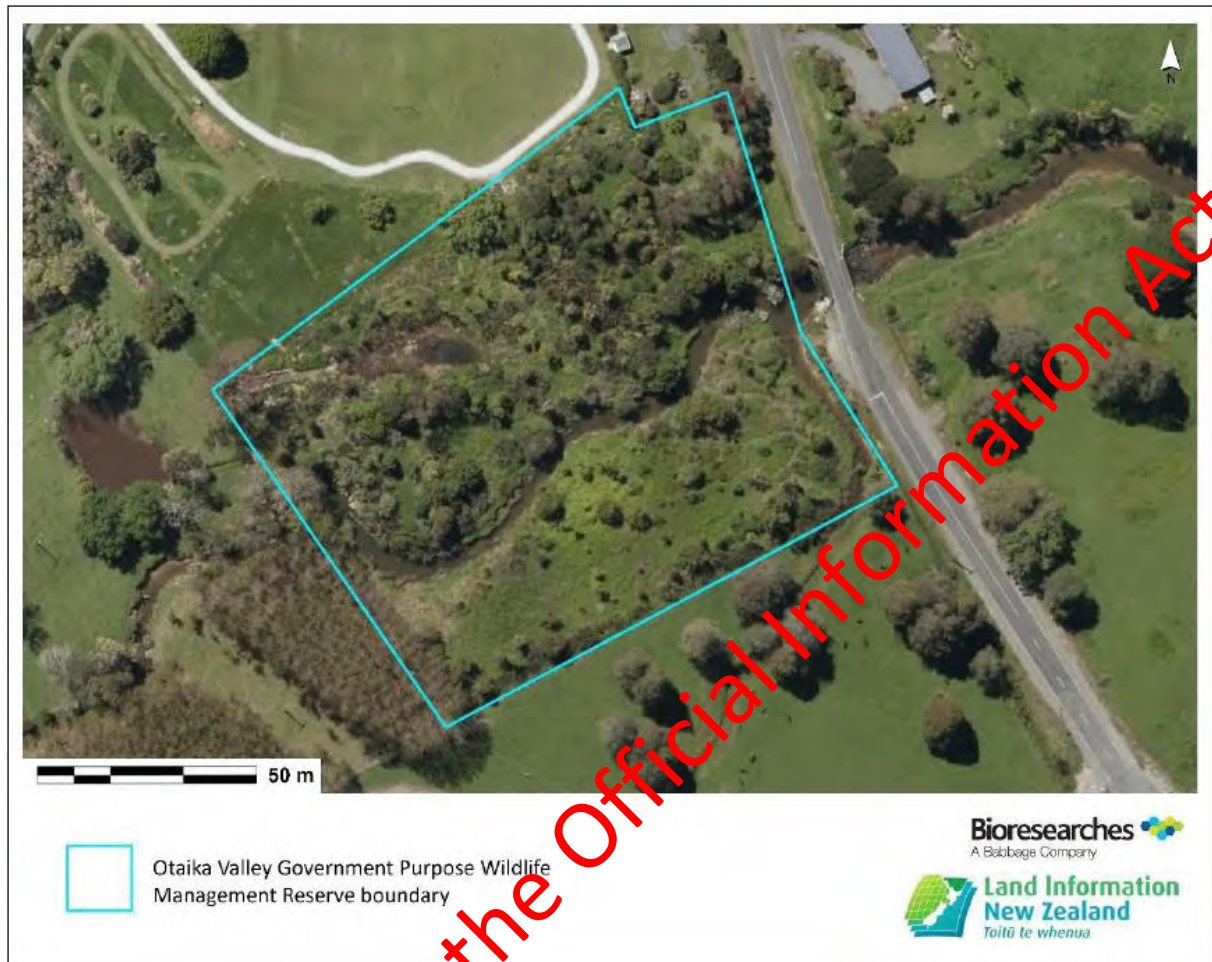 N
50 m
Otaika Valley Government Purpose Wildlife
Management Reserve boundary
Bioresearches
A Babbage Company
Land Information
New Zealand
Toitū te whenua
the Official Information Act